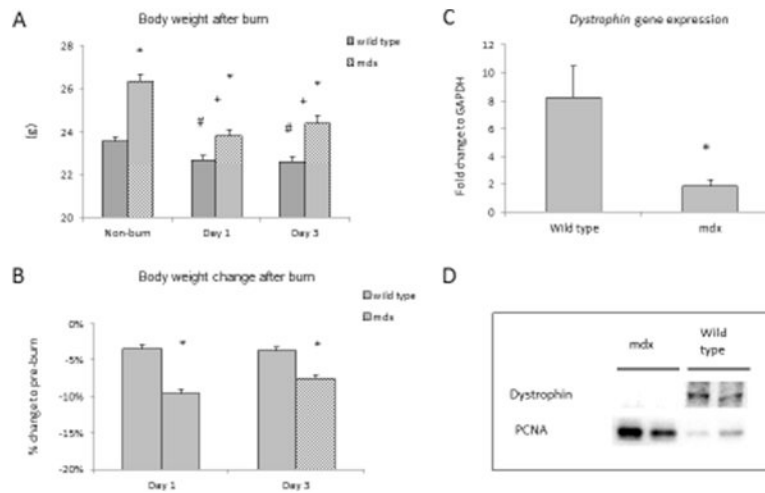 A
Body weight after burn
wild type
mdx
28
26
24
22
20
(g)
*
#
+
*
#
+
*
Non-burn
Day 1
Day 3
B
Body weight change after burn
wild type
mdx
0%
-5%
-10%
-15%
-20%
% change to pre-burn
*
*
Day 1
Day 3
C
Dystrophin gene expression
12
10
8
6
4
2
0
Fold change to GAPDH
*
Wild type
mdx
D
mdx
Wild
type
Dystrophin
PCNA